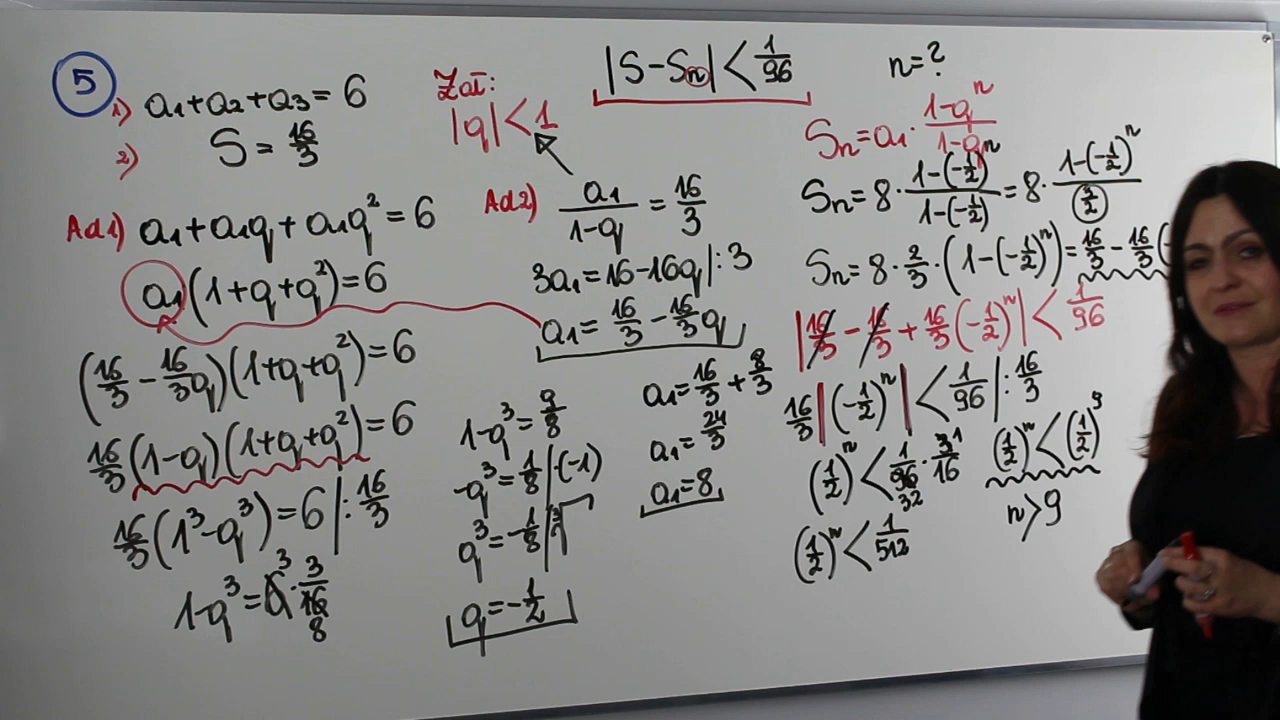 5
1) a₁+a₂+a₃=6
2) S=16/3
Zał:
|q|<1
|S-Sₙ|<1/96
n=?
Ad1) a₁+a₁q+a₁q²=6
a₁(1+q+q²)=6
(16/3-16/3q)(1+q+q²)=6
16/3(1-q)(1+q+q²)=6
16/3(1³-q³)=6|:16/3
1-q³=6³·3/16 8
Ad2) a₁/1-q=16/3
3a₁=16-16q|:3
a₁=16/3-16/3q
1-q³=9/8
-q³=1/8|·(-1)
q³=-1/8|∛
q=-1/2
a₁=16/3+8/3
a₁=24/3
a₁=8
Sₙ=a₁·1-qⁿ/1-q
Sₙ=8·1-(-1/2)ⁿ/1-(-1/2)=8·1-(-1/2)ⁿ/(3/2)
Sₙ=8·2/3·(1-(-1/2)ⁿ)=16/3-16/3(-
|16/3-16/3+16/3(-1/2)ⁿ|<1/96
16/3|(-1/2)ⁿ|<1/96|:16/3
(1/2)ⁿ<1/96 32·3¹/16
(1/2)ⁿ<1/512
(1/2)ⁿ<(1/2)⁹
n>9